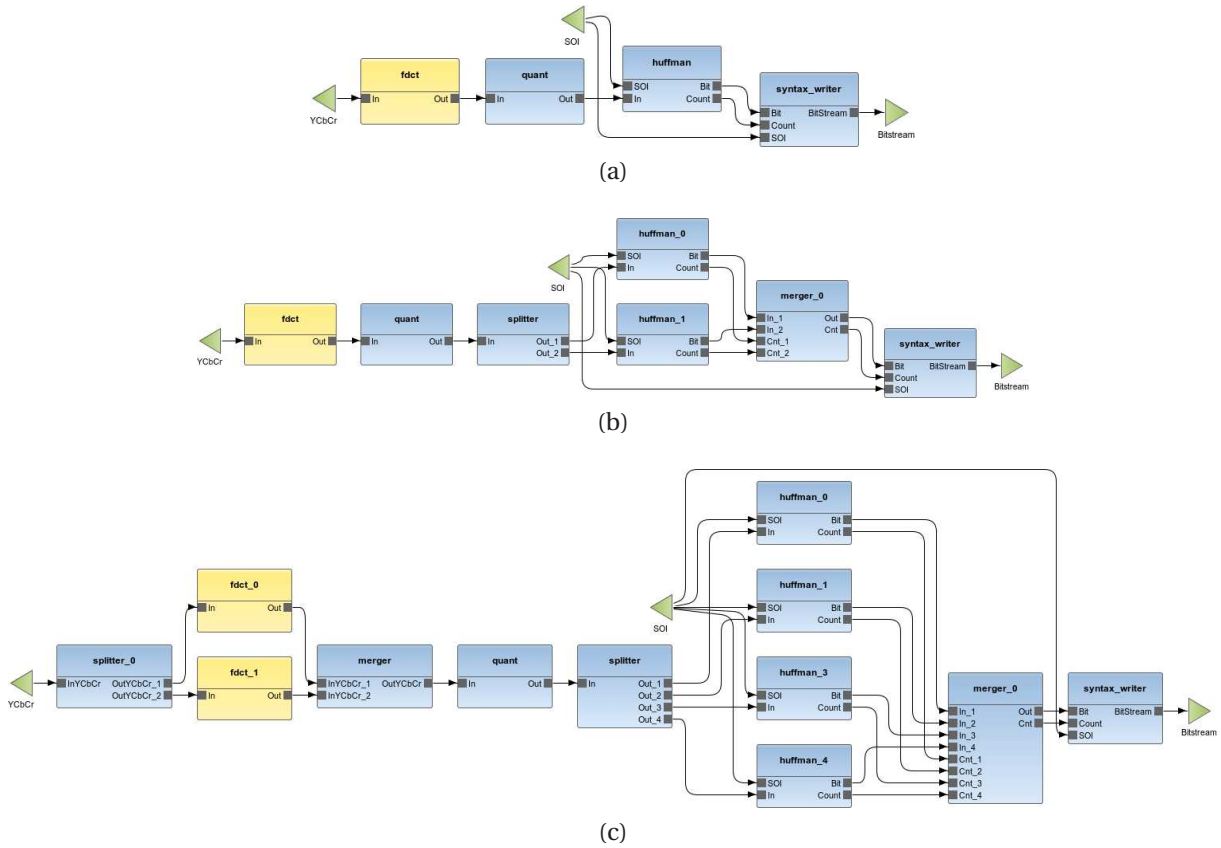 SOI
huffman
SOI Bit
In Count
fdct
In Out
quant
In Out
YCbCr
syntax_writer
Bit BitStream
Count
SOI
Bitstream
(a)
huffman_0
SOI Bit
In Count
SOI
merger_0
In_1 Out
In_2 Cnt
Cnt_1
Cnt_2
fdct
In Out
quant
In Out
splitter
In Out_1
Out_2
huffman_1
SOI Bit
In Count
YCbCr
syntax_writer
Bit BitStream
Count
SOI
Bitstream
(b)
huffman_0
SOI Bit
In Count
fdct_0
In Out
huffman_1
SOI Bit
In Count
SOI
splitter_0
InYCbCr OutYCbCr_1
OutYCbCr_2
YCbCr
fdct_1
In Out
merger
InYCbCr_1 OutYCbCr
InYCbCr_2
quant
In Out
splitter
In Out_1
Out_2
Out_3
Out_4
huffman_3
SOI Bit
In Count
merger_0
In_1 Out
In_2 Cnt
In_3
In_4
Cnt_1
Cnt_2
Cnt_3
Cnt_4
syntax_writer
Bit BitStream
Count
SOI
Bitstream
huffman_4
SOI Bit
In Count
(c)